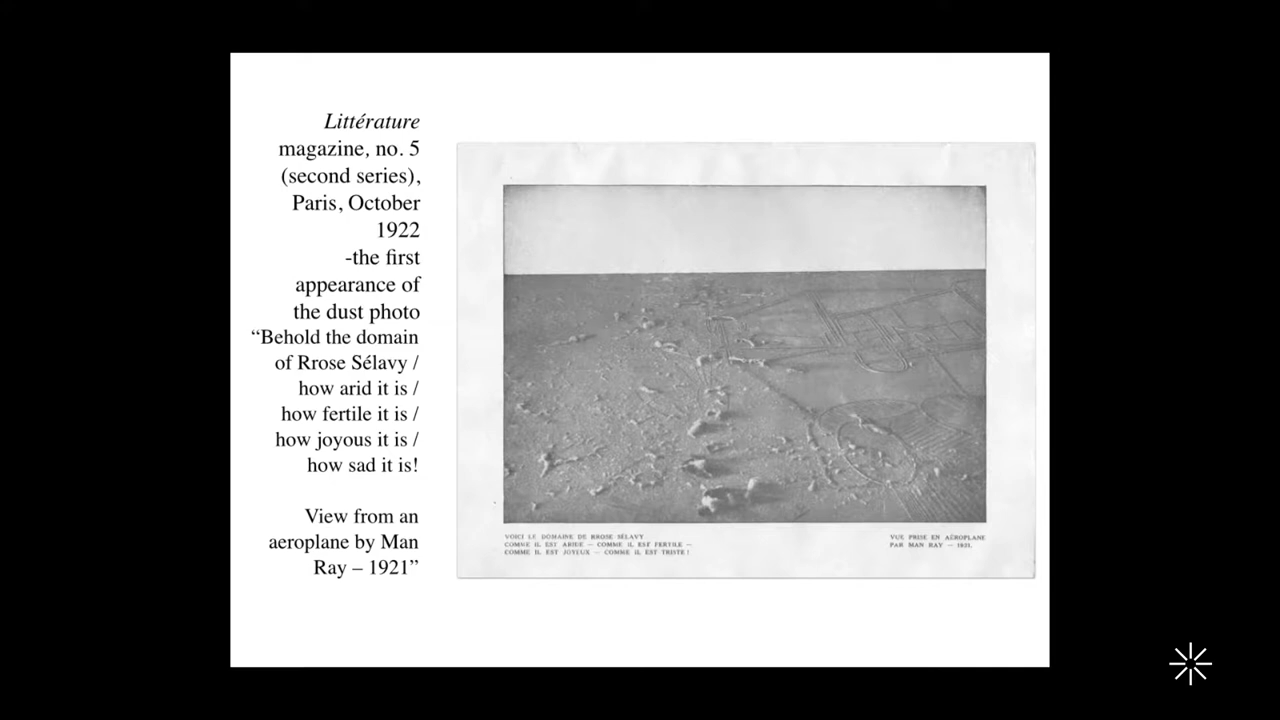 Littérature
magazine, no. 5
(second series),
Paris, October
1922
-the first
appearance of
the dust photo
“Behold the domain
of Rrose Sélavy /
how arid it is /
how fertile it is /
how joyous it is /
how sad it is!
View from an
aeroplane by Man
Ray – 1921”
VOICI LE DOMAINE DE RROSE SÉLAVY
COMME IL EST ARIDE — COMME IL EST FERTILE —
COMME IL EST JOYEUX — COMME IL EST TRISTE !
VUE PRISE EN AÉROPLANE
PAR MAN RAY — 1921.